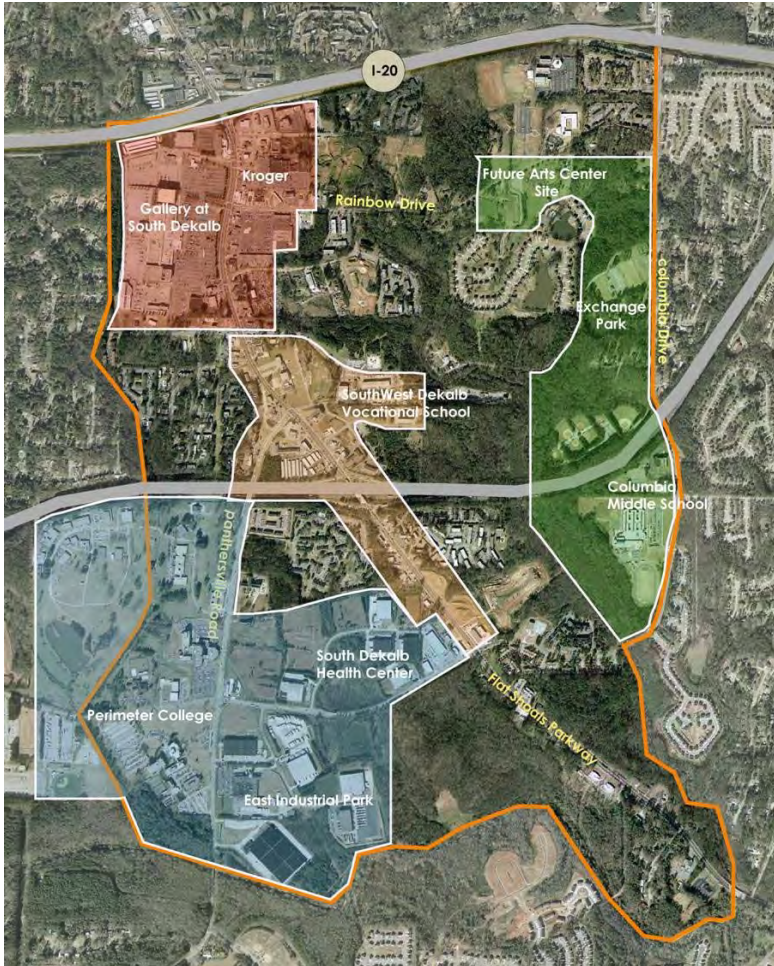 I-20
Kroger
Gallery at
South Dekalb
Rainbow Drive
Future Arts Center
Site
columbia Drive
Exchange
Park
SouthWest Dekalb
Vocational School
Columbia
Middle School
panthersville Road
South Dekalb
Health Center
Perimeter College
Flat Shoals Parkway
East Industrial Park